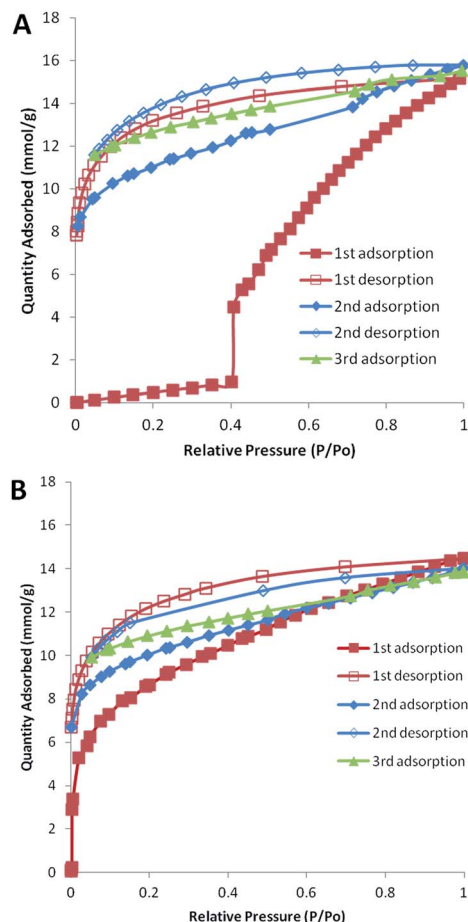 A
18
16
14
12
10
8
6
4
2
0
Quantity Adsorbed (mmol/g)
1st adsorption
1st desorption
2nd adsorption
2nd desorption
3rd adsorption
0 0.2 0.4 0.6 0.8 1
Relative Pressure (P/Po)
B
18
16
14
12
10
8
6
4
2
0
Quantity Adsorbed (mmol/g)
1st adsorption
1st desorption
2nd adsorption
2nd desorption
3rd adsorption
0 0.2 0.4 0.6 0.8 1
Relative Pressure (P/Po)